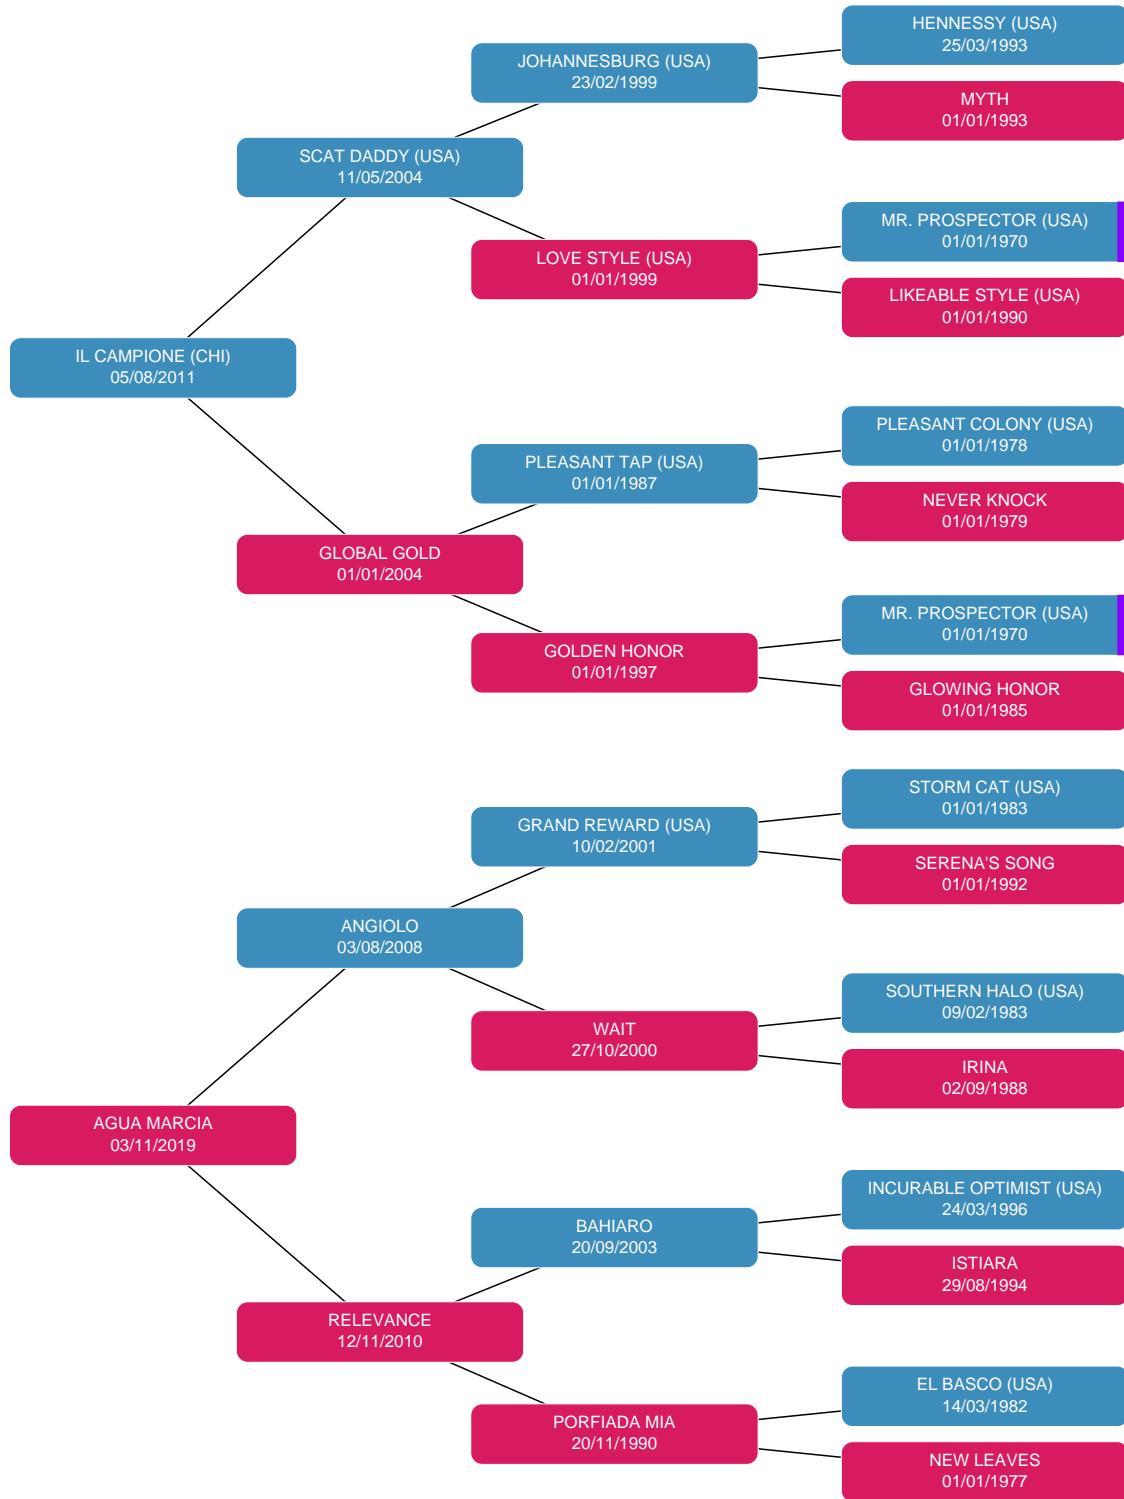 HENNESSY (USA)
25/03/1993
JOHANNESBURG (USA)
23/02/1999
MYTH
01/01/1993
SCAT DADDY (USA)
11/05/2004
MR. PROSPECTOR (USA)
01/01/1970
LOVE STYLE (USA)
01/01/1999
LIKEABLE STYLE (USA)
01/01/1990
IL CAMPIONE (CHI)
05/08/2011
PLEASANT COLONY (USA)
01/01/1978
PLEASANT TAP (USA)
01/01/1987
NEVER KNOCK
01/01/1979
GLOBAL GOLD
01/01/2004
MR. PROSPECTOR (USA)
01/01/1970
GOLDEN HONOR
01/01/1997
GLOWING HONOR
01/01/1985
STORM CAT (USA)
01/01/1983
GRAND REWARD (USA)
10/02/2001
SERENA'S SONG
01/01/1992
ANGIOLO
03/08/2008
SOUTHERN HALO (USA)
09/02/1983
WAIT
27/10/2000
IRINA
02/09/1988
AGUA MARCIA
03/11/2019
INCURABLE OPTIMIST (USA)
24/03/1996
BAHIARO
20/09/2003
ISTIARA
29/08/1994
RELEVANCE
12/11/2010
EL BASCO (USA)
14/03/1982
PORFIADA MIA
20/11/1990
NEW LEAVES
01/01/1977